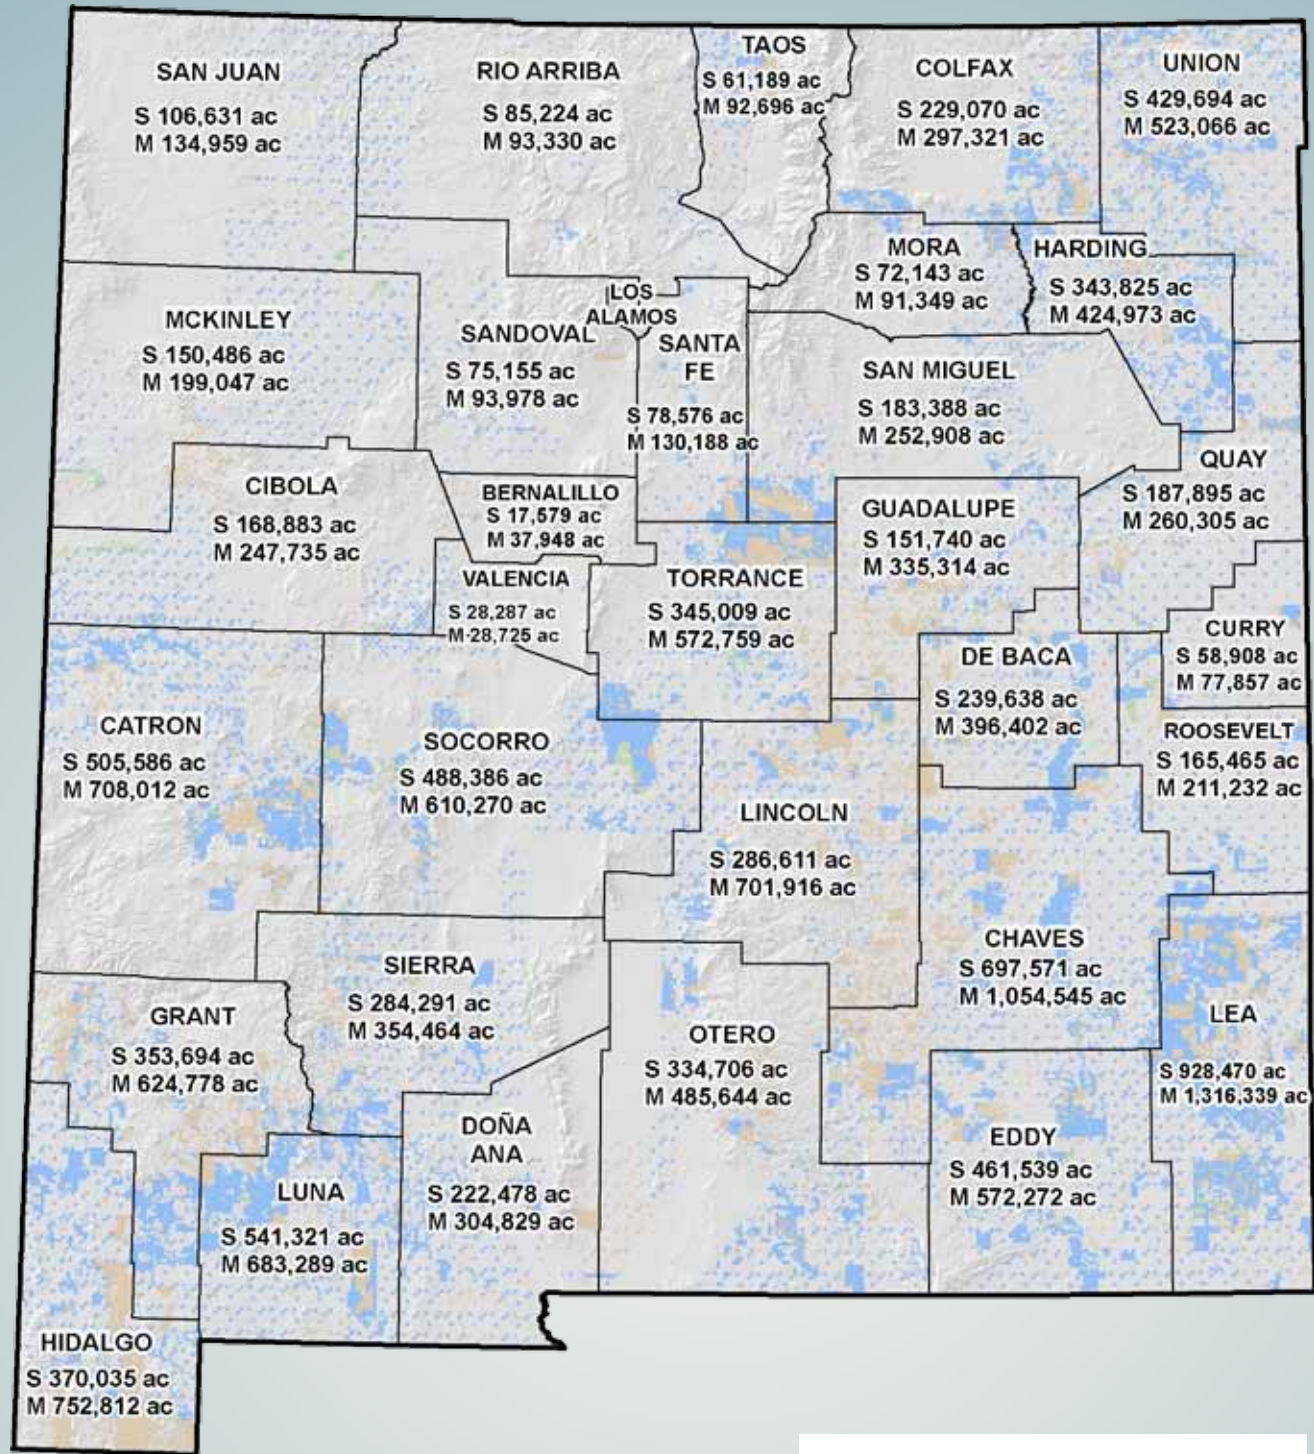 SAN JUAN
S 106,631 ac
M 134,959 ac
RIO ARRIBA
S 85,224 ac
M 93,330 ac
TAOS
S 61,189 ac
M 92,696 ac
COLFAX
S 229,070 ac
M 297,321 ac
UNION
S 429,694 ac
M 523,066 ac
MORA
S 72,143 ac
M 91,349 ac
HARDING
S 343,825 ac
M 424,973 ac
MCKINLEY
S 150,486 ac
M 199,047 ac
SANDOVAL
S 75,155 ac
M 93,978 ac
LOS
ALAMOS
SANTA
FE
S 78,576 ac
M 130,188 ac
SAN MIGUEL
S 183,388 ac
M 252,908 ac
QUAY
S 187,895 ac
M 260,305 ac
CIBOLA
S 168,883 ac
M 247,735 ac
BERNALILLO
S 17,579 ac
M 37,948 ac
VALENCIA
S 28,287 ac
M 28,725 ac
TORRANCE
S 345,009 ac
M 572,759 ac
GUADALUPE
S 151,740 ac
M 335,314 ac
CURRY
S 58,908 ac
M 77,857 ac
DE BACA
S 239,638 ac
M 396,402 ac
ROOSEVELT
S 165,465 ac
M 211,232 ac
CATRON
S 505,586 ac
M 708,012 ac
SOCORRO
S 488,386 ac
M 610,270 ac
LINCOLN
S 286,611 ac
M 701,916 ac
CHAVES
S 697,571 ac
M 1,054,545 ac
LEA
S 928,470 ac
M 1,316,339 ac
SIERRA
S 284,291 ac
M 354,464 ac
GRANT
S 353,694 ac
M 624,778 ac
OTERO
S 334,706 ac
M 485,644 ac
DOÑA
ANA
S 222,478 ac
M 304,829 ac
EDDY
S 461,539 ac
M 572,272 ac
LUNA
S 541,321 ac
M 683,289 ac
HIDALGO
S 370,035 ac
M 752,812 ac